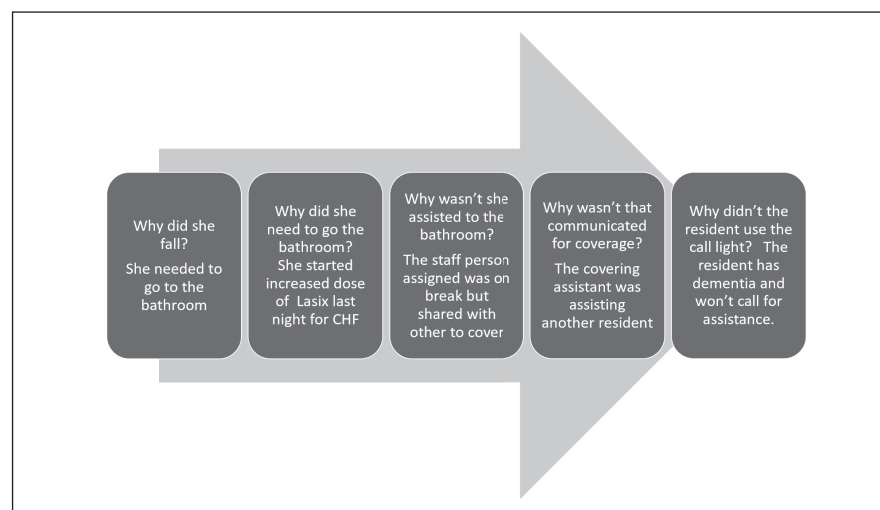 Why did she
fall?
She needed to
go to the
bathroom
Why did she
need to go the
bathroom?
She started
increased dose
of Lasix last
night for CHF
Why wasn't she
assisted to the
bathroom?
The staff person
assigned was on
break but
shared with
other to cover
Why wasn't that
communicated
for coverage?
The covering
assistant was
assisting
another resident
Why didn't the
resident use the
call light? The
resident has
dementia and
won't call for
assistance.